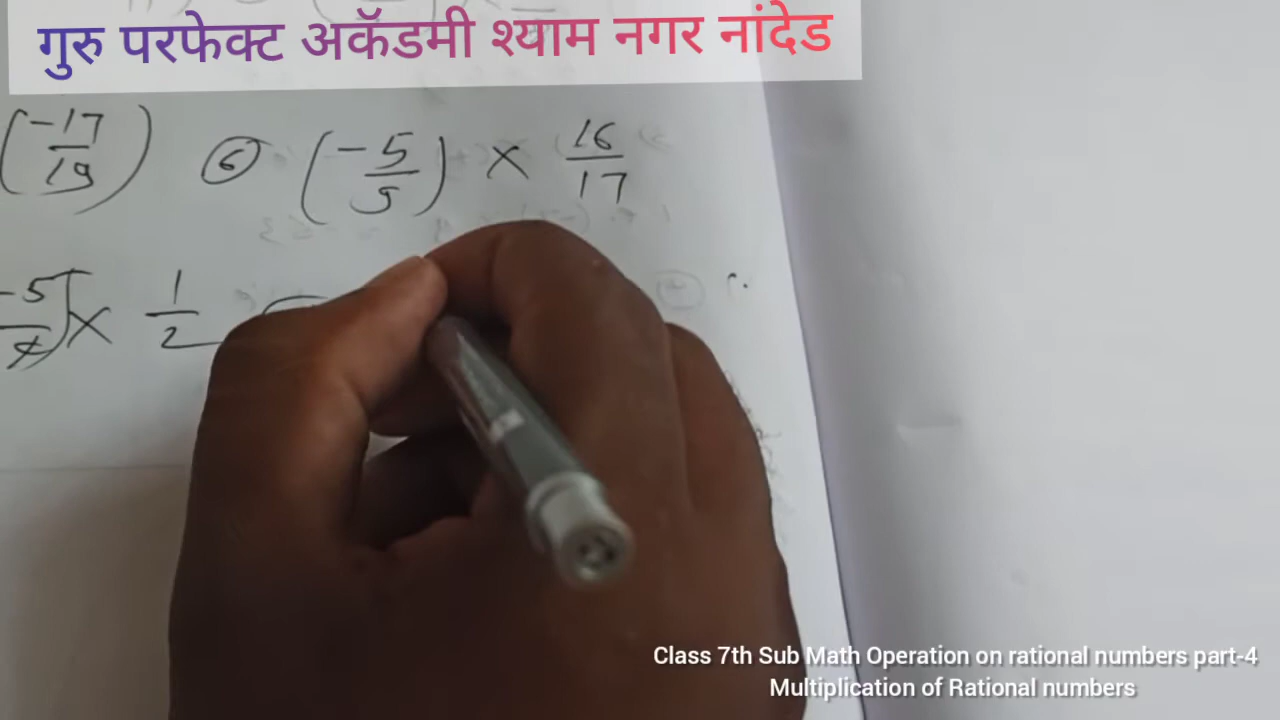 गुरु परफेक्ट अकॅडमी श्याम नगर नांदेड
(-17/19) ⑥ (-5/5) × 16/17
-5/7) × 1/2
Class 7th Sub Math Operation on rational numbers part-4
Multiplication of Rational numbers